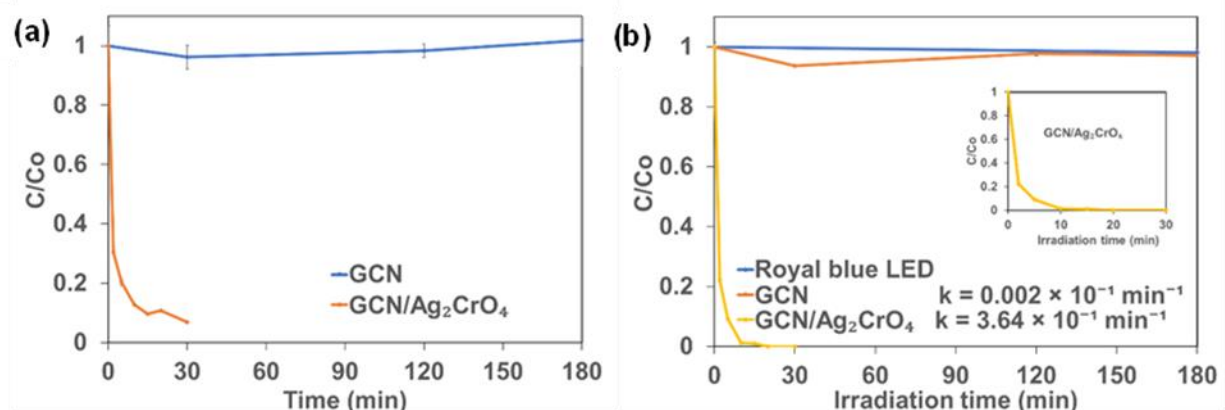 (a)
C/Co
1
0.8
0.6
0.4
0.2
0
0 30 60 90 120 150 180
Time (min)
GCN
GCN/Ag₂CrO₄
(b)
C/Co
1
0.8
0.6
0.4
0.2
0
0 30 60 90 120 150 180
Irradiation time (min)
Royal blue LED
GCN k = 0.002 × 10⁻¹ min⁻¹
GCN/Ag₂CrO₄ k = 3.64 × 10⁻¹ min⁻¹
C/Co
1
0.8
0.6
0.4
0.2
0
GCN/Ag₂CrO₄
0 10 20 30
Irradiation time (min)